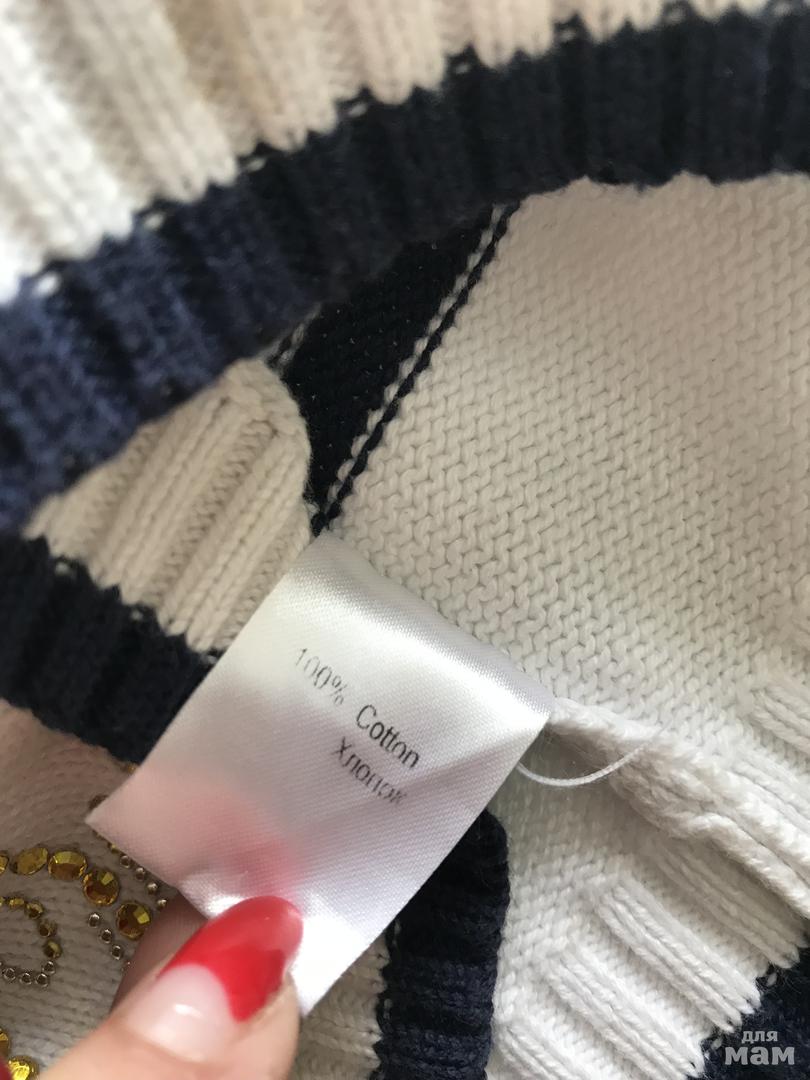 100% Cotton
Хлопок
для
мам